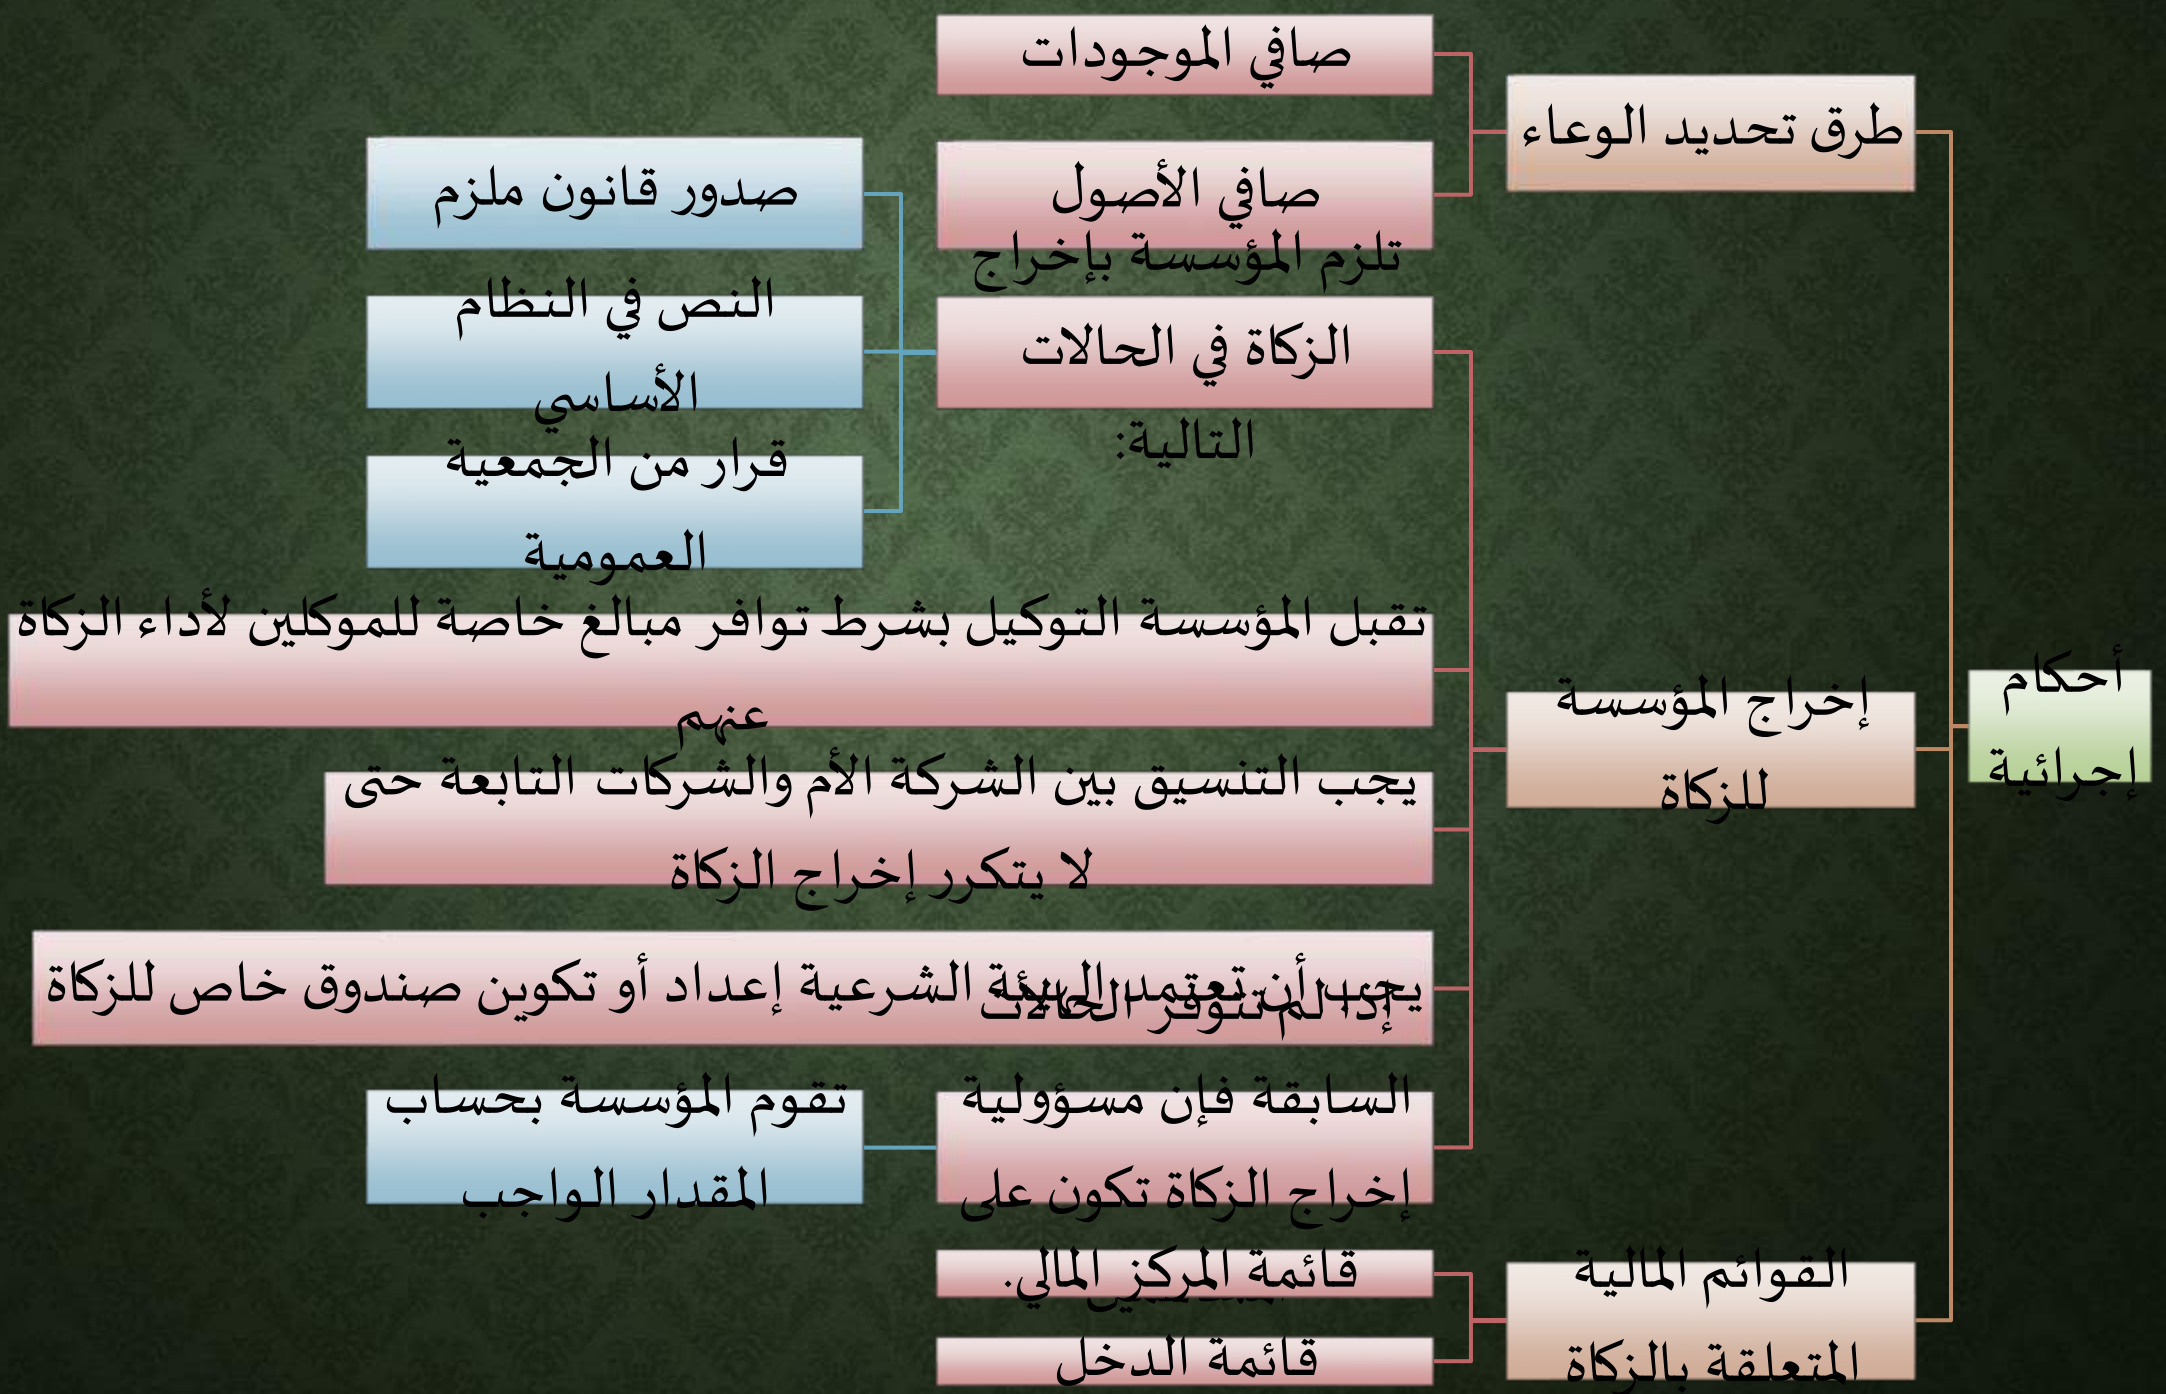 أحكام
إجرائية
طرق تحديد الوعاء
صافي الموجودات
صافي الأصول
إخراج المؤسسة
للزكاة
تلزم المؤسسة بإخراج
الزكاة في الحالات
التالية:
صدور قانون ملزم
النص في النظام
الأساسي
قرار من الجمعية
العمومية
تقبل المؤسسة التوكيل بشرط توافر مبالغ خاصة للموكلين لأداء الزكاة
عنهم
يجب التنسيق بين الشركة الأم والشركات التابعة حتى
لا يتكرر إخراج الزكاة
يجب أن تعتمد الهيئة الشرعية إعداد أو تكوين صندوق خاص للزكاة
إذا لم تتوفر الحالات
السابقة فإن مسؤولية
إخراج الزكاة تكون على
تقوم المؤسسة بحساب
المقدار الواجب
القوائم المالية
المتعلقة بالزكاة
قائمة المركز المالي.
قائمة الدخل